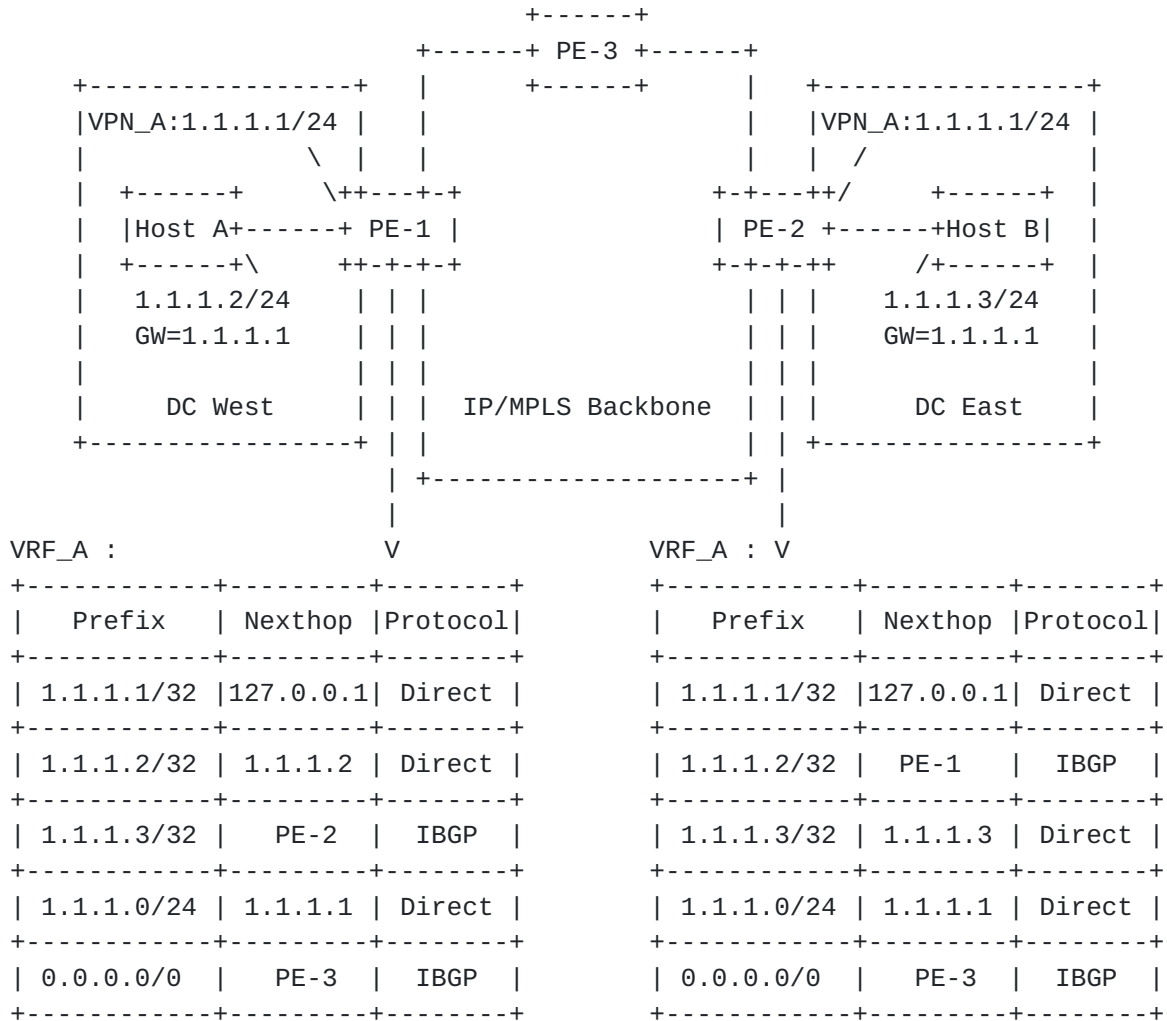 +------+
                           +------+ PE-3 +------+
    +-----------------+    |      +------+      |    +-----------------+
    |VPN_A:1.1.1.1/24 |    |                    |    |VPN_A:1.1.1.1/24 |
    |               \ |    |                    |    | /               |
    |  +------+     \++---+-+                +-+---++/     +------+  |
    |  |Host A+------+ PE-1 |                | PE-2 +------+Host B|  |
    |  +------+\     ++-+-+-+                +-+-+-++     /+------+  |
    |   1.1.1.2/24    | | |                    | | |    1.1.1.3/24   |
    |   GW=1.1.1.1    | | |                    | | |    GW=1.1.1.1   |
    |                 | | |                    | | |                 |
    |     DC West     | | |  IP/MPLS Backbone  | | |      DC East    |
    +-----------------+ | |                    | | +-----------------+
                        | +--------------------+ |
                        |                        |
VRF_A :                 V                VRF_A : V
+------------+---------+--------+        +------------+---------+--------+
|   Prefix   | Nexthop |Protocol|        |   Prefix   | Nexthop |Protocol|
+------------+---------+--------+        +------------+---------+--------+
| 1.1.1.1/32 |127.0.0.1| Direct |        | 1.1.1.1/32 |127.0.0.1| Direct |
+------------+---------+--------+        +------------+---------+--------+
| 1.1.1.2/32 | 1.1.1.2 | Direct |        | 1.1.1.2/32 |  PE-1   |  IBGP  |
+------------+---------+--------+        +------------+---------+--------+
| 1.1.1.3/32 |   PE-2  |  IBGP  |        | 1.1.1.3/32 | 1.1.1.3 | Direct |
+------------+---------+--------+        +------------+---------+--------+
| 1.1.1.0/24 | 1.1.1.1 | Direct |        | 1.1.1.0/24 | 1.1.1.1 | Direct |
+------------+---------+--------+        +------------+---------+--------+
| 0.0.0.0/0  |   PE-3  |  IBGP  |        | 0.0.0.0/0  |   PE-3  |  IBGP  |
+------------+---------+--------+        +------------+---------+--------+